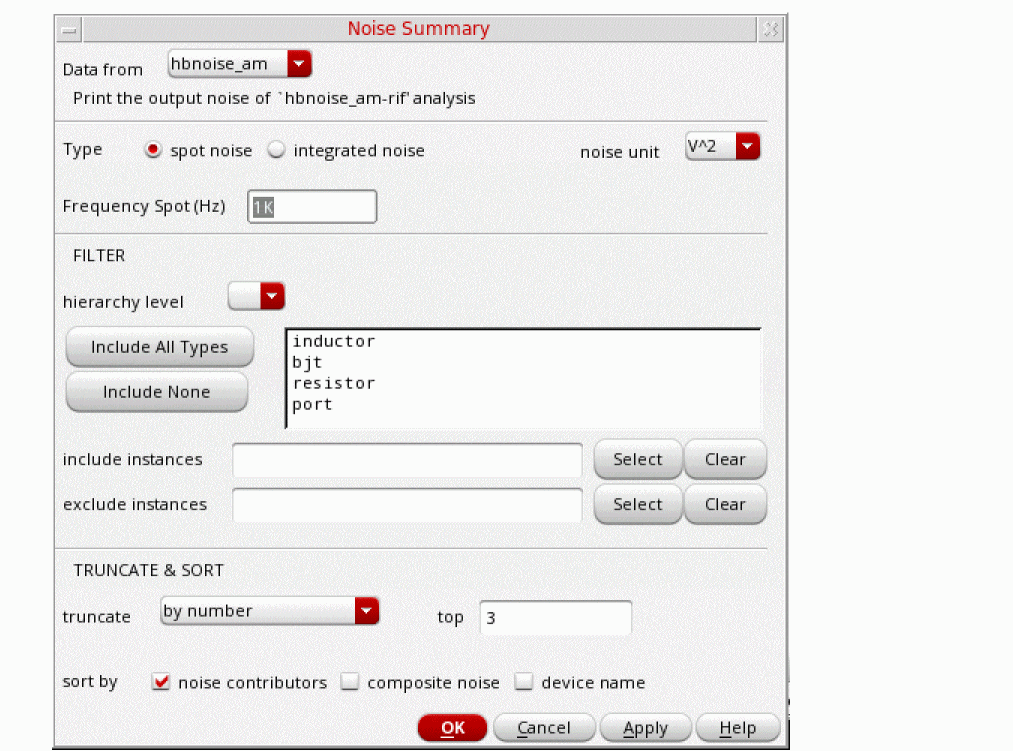 Noise Summary
Data from hbnoise_am
Print the output noise of `hbnoise_am-rif' analysis
Type spot noise integrated noise noise unit V^2
Frequency Spot (Hz) 1K
FILTER
hierarchy level
Include All Types
Include None
inductor
bjt
resistor
port
include instances Select Clear
exclude instances Select Clear
TRUNCATE & SORT
truncate by number top 3
sort by noise contributors composite noise device name
OK Cancel Apply Help